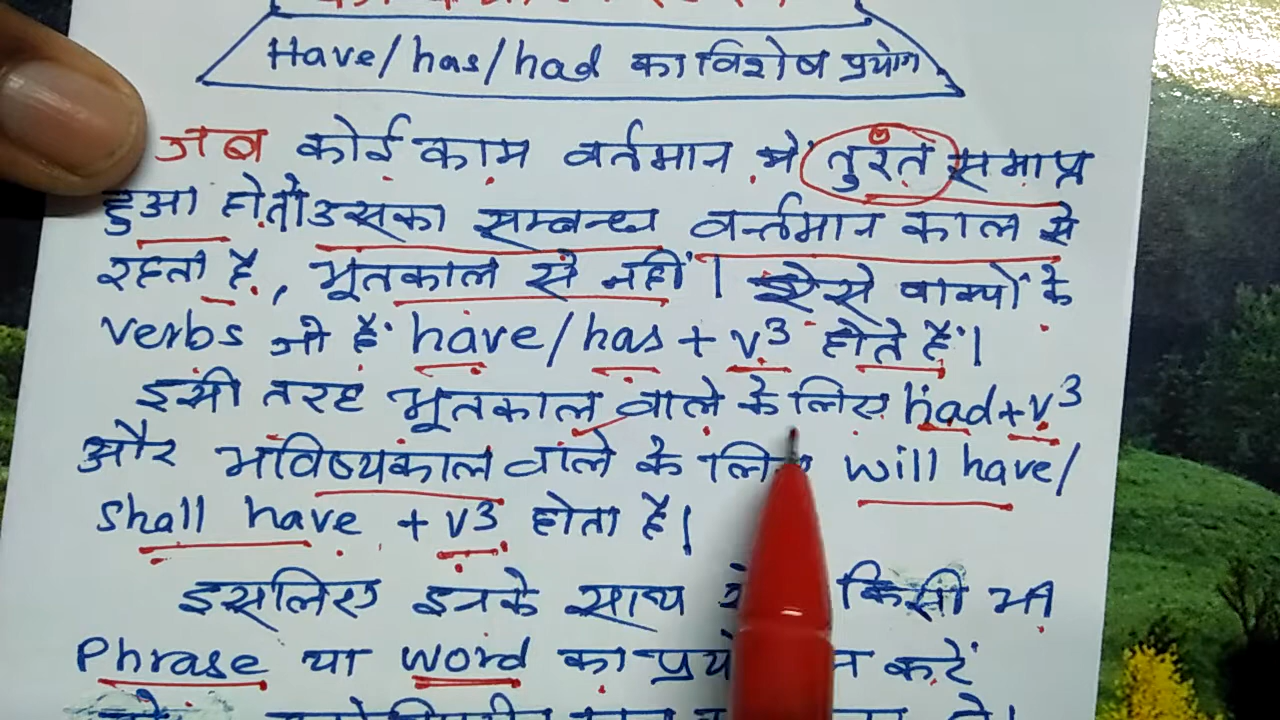 Have/has/had का विशेष प्रयोग
जब कोई काम वर्तमान में तुरंत समाप्त
हुआ हो तो उसका सम्बन्ध वर्त्तमान काल से
रहता है, भूतकाल से नहीं। ऐसे वाक्यों के
verbs जो हैं have/has + v3 होते हैं।
इसी तरह भूतकाल वाले के लिए had+v3
और भविष्यकाल वाले के लिए will have/
shall have + v3 होता है।
इसलिए इनके साथ किसी भी
Phrase या word का न करें